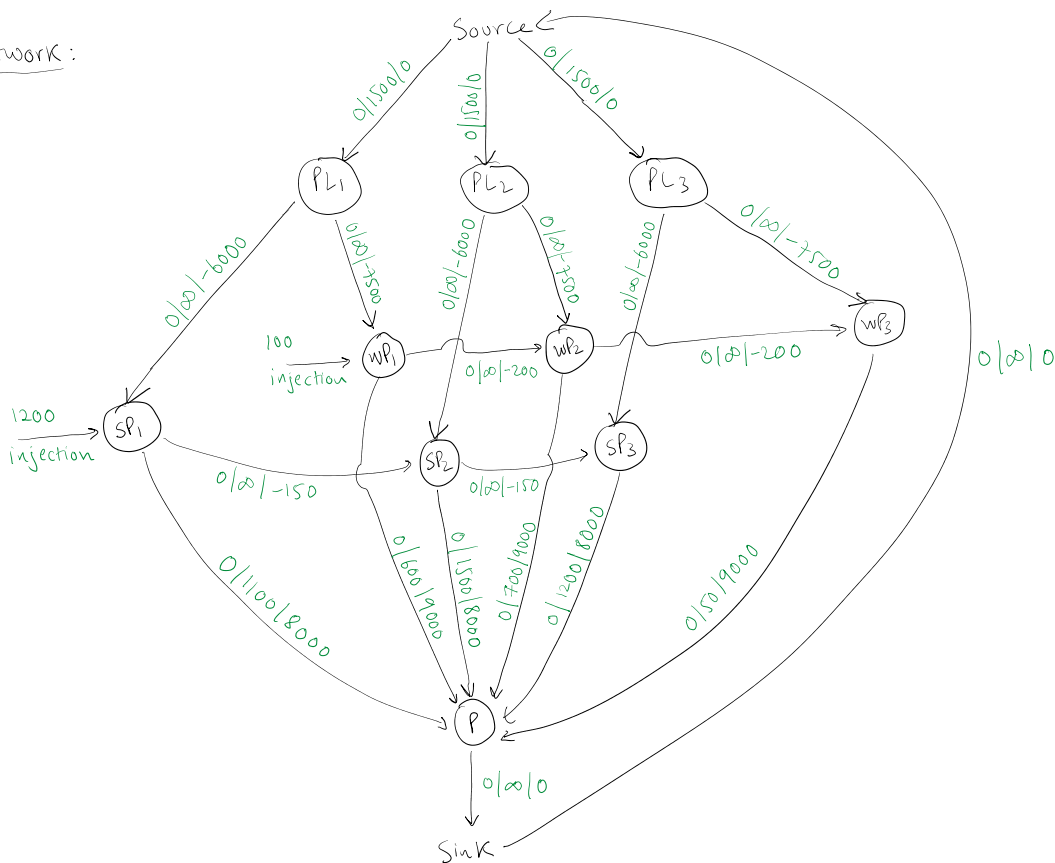 Source
work:
0/1500/0
0/1500/0
0/1500/0
PL1
PL2
PL3
0/∞/-6000
0/∞/-7500
0/∞/-6000
0/∞/-7500
0/∞/-6000
0/∞/-7500
100
injection
WP1
0/∞/-200
WP2
0/∞/-200
WP3
0/∞/0
1200
injection
SP1
0/∞/-150
SP2
0/∞/-150
SP3
0/1100/8000
0/600/9000
0/1500/8000
0/700/9000
0/1200/8000
0/50/9000
P
0/∞/0
Sink